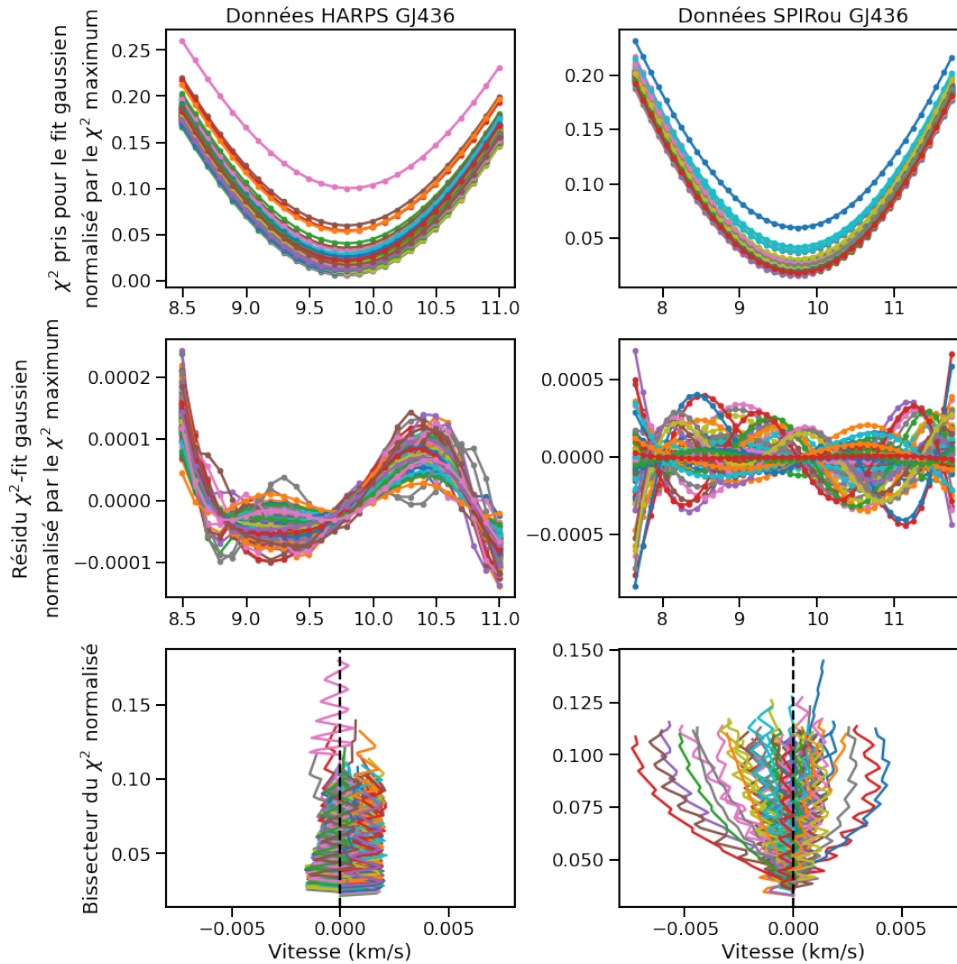 Données HARPS GJ436
Données SPIRou GJ436
χ² pris pour le fit gaussien
normalisé par le χ² maximum
0.25
0.20
0.15
0.10
0.05
0.00
8.5 9.0 9.5 10.0 10.5 11.0
0.20
0.15
0.10
0.05
8 9 10 11
Résidu χ²-fit gaussien
normalisé par le χ² maximum
0.0002
0.0001
0.0000
−0.0001
8.5 9.0 9.5 10.0 10.5 11.0
0.0005
0.0000
−0.0005
8 9 10 11
Bissecteur du χ² normalisé
0.15
0.10
0.05
−0.005 0.000 0.005
Vitesse (km/s)
0.150
0.125
0.100
0.075
0.050
−0.005 0.000 0.005
Vitesse (km/s)